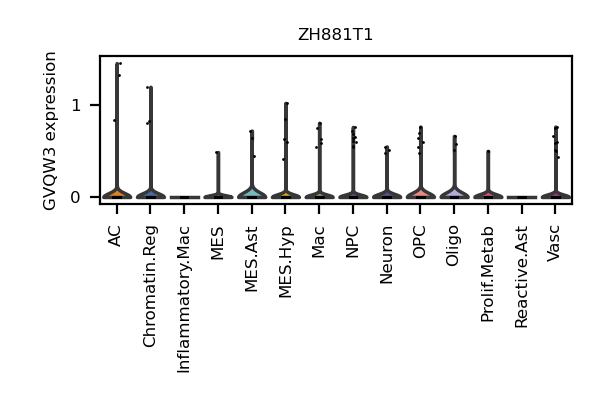 ZH881T1
GVQW3 expression
1
0
AC
Chromatin.Reg
Inflammatory.Mac
MES
MES.Ast
MES.Hyp
Mac
NPC
Neuron
OPC
Oligo
Prolif.Metab
Reactive.Ast
Vasc